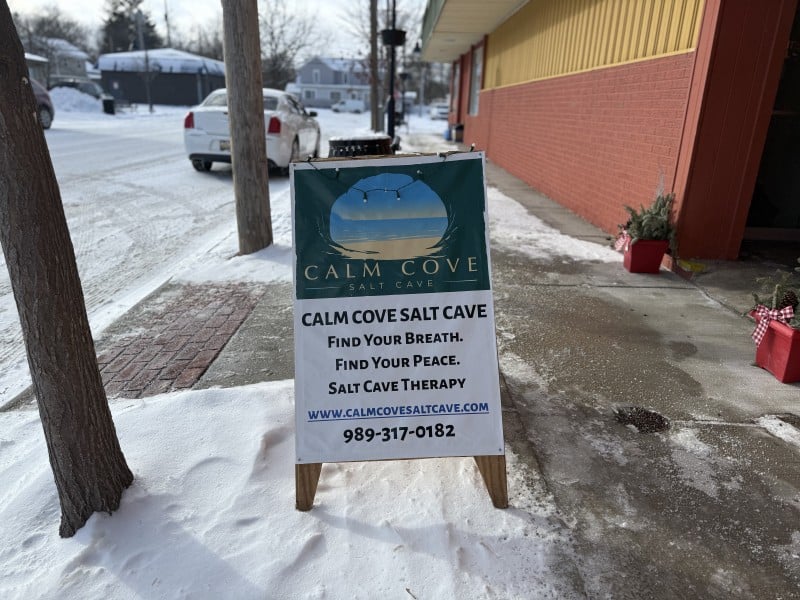 CALM COVE
SALT CAVE
CALM COVE SALT CAVE
Find Your Breath.
Find Your Peace.
Salt Cave Therapy
www.calmcovesaltcave.com
989-317-0182